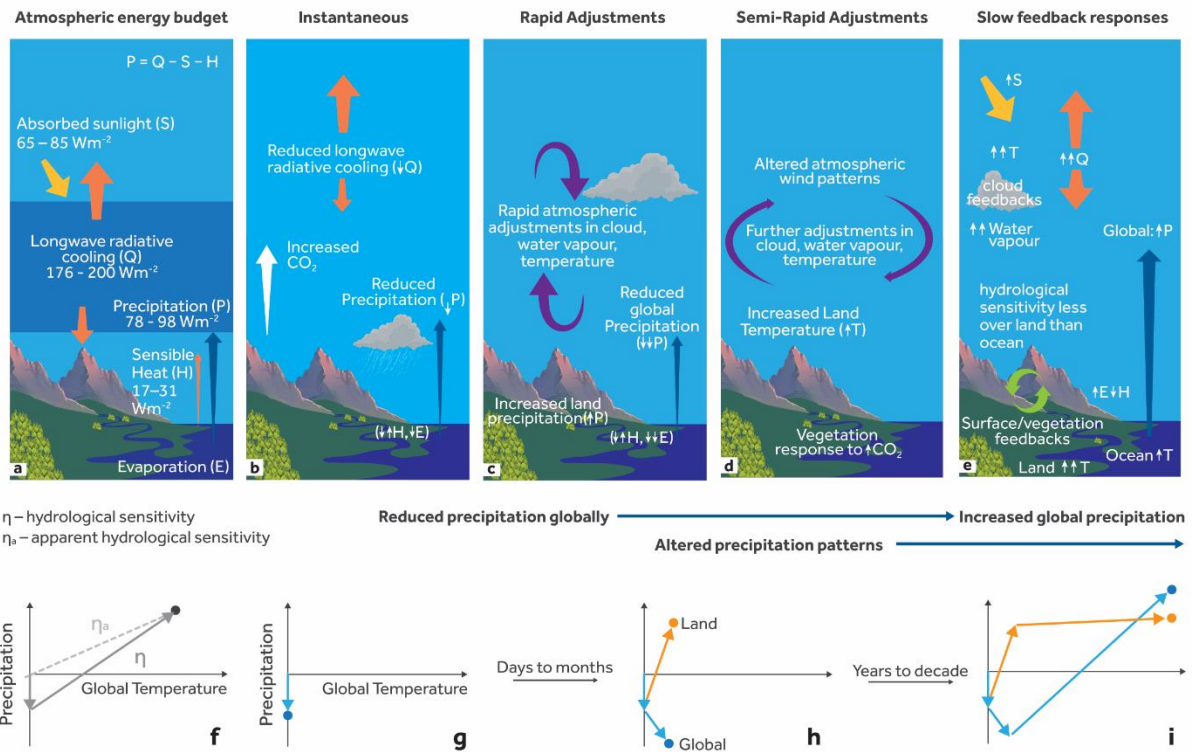 Atmospheric energy budget
Instantaneous
Rapid Adjustments
Semi-Rapid Adjustments
Slow feedback responses
P = Q – S – H
Absorbed sunlight (S)
65 – 85 Wm⁻²
Longwave radiative
cooling (Q)
176 - 200 Wm⁻²
Precipitation (P)
78 - 98 Wm⁻²
Sensible
Heat (H)
17–31
Wm⁻²
Evaporation (E)
a
Reduced longwave
radiative cooling (↓Q)
Increased
CO₂
Reduced
Precipitation (↓P)
(↓↑H,↓E)
b
Rapid atmospheric
adjustments in cloud,
water vapour,
temperature
Reduced
global
Precipitation
(↓↓P)
Increased land
precipitation(↑P)
(↓↑H,↓↓E)
c
Altered atmospheric
wind patterns
Further adjustments in
cloud, water vapour,
temperature
Increased Land
Temperature (↑T)
Vegetation
response to ↑CO₂
d
↑S
↑↑T
↑↑Q
cloud
feedbacks
↑↑Water
vapour
Global:↑P
hydrological
sensitivity less
over land than
ocean
↑E↓H
Surface/vegetation
feedbacks
Land ↑↑T
Ocean↑T
e
η – hydrological sensitivity
ηₐ – apparent hydrological sensitivity
Reduced precipitation globally
Increased global precipitation
Altered precipitation patterns
Precipitation
ηₐ
η
Global Temperature
f
Precipitation
Global Temperature
g
Days to months
Land
Global
h
Years to decade
i